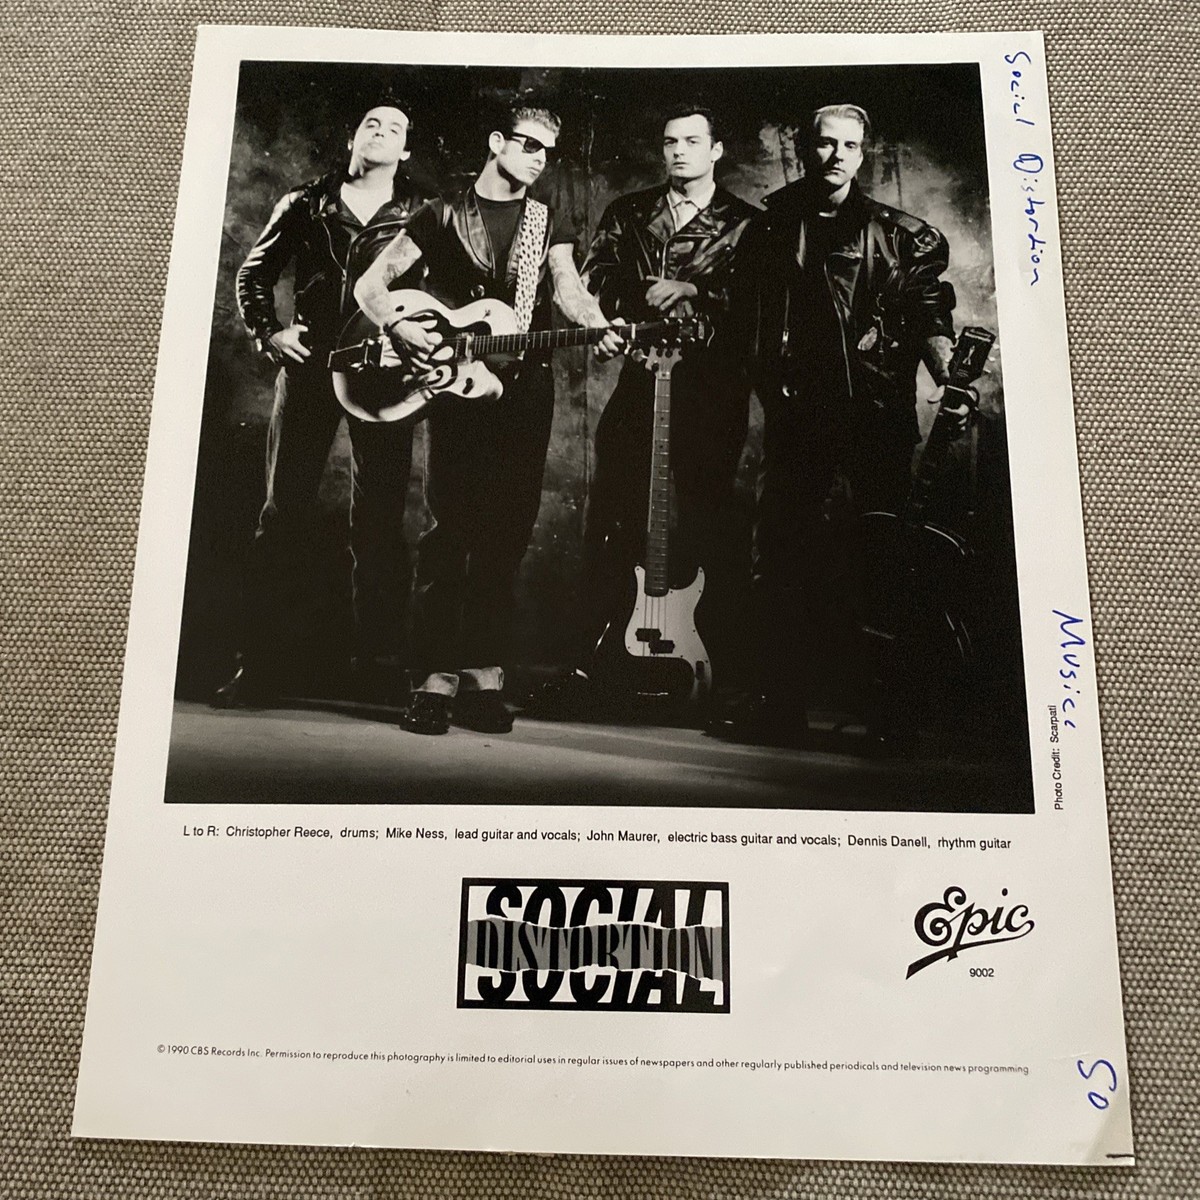 Social Distortion
Music
Photo Credit: Scarpati
L to R: Christopher Reece, drums; Mike Ness, lead guitar and vocals; John Maurer, electric bass guitar and vocals; Dennis Danell, rhythm guitar
SOCIAL
DISTORTION
SOCIAL
Epic
9002
© 1990 CBS Records Inc. Permission to reproduce this photography is limited to editorial uses in regular issues of newspapers and other regularly published periodicals and television news programming.
So